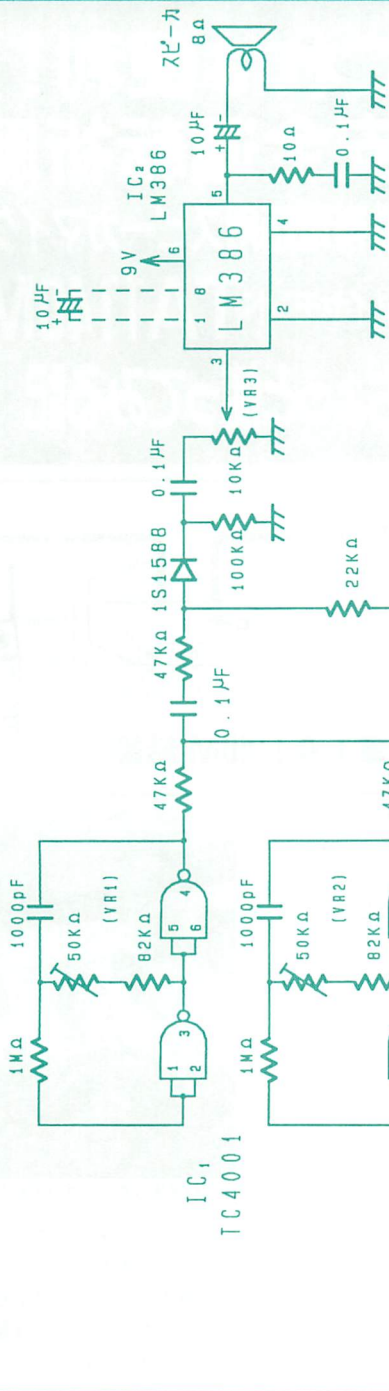 1MΩ
1000pF
50KΩ
(VR1)
82KΩ
1
2
3
5
6
4
IC₁
TC4001
47KΩ
0.1μF
47KΩ
1S1588
100KΩ
0.1μF
10KΩ
(VR3)
3
10μF
+
-
9V
6
IC₂
LM386
1
8
LM386
5
2
4
10μF
+
-
10Ω
0.1μF
スピーカ
8Ω
22KΩ
1MΩ
1000pF
50KΩ
(VR2)
82KΩ
47KΩ